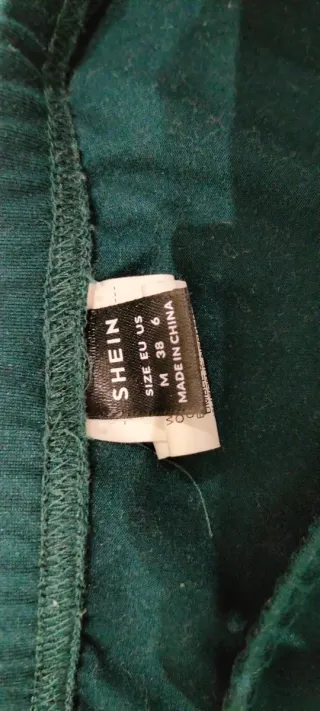 SHEIN
SIZE EU US
M 38 6
MADE IN CHINA